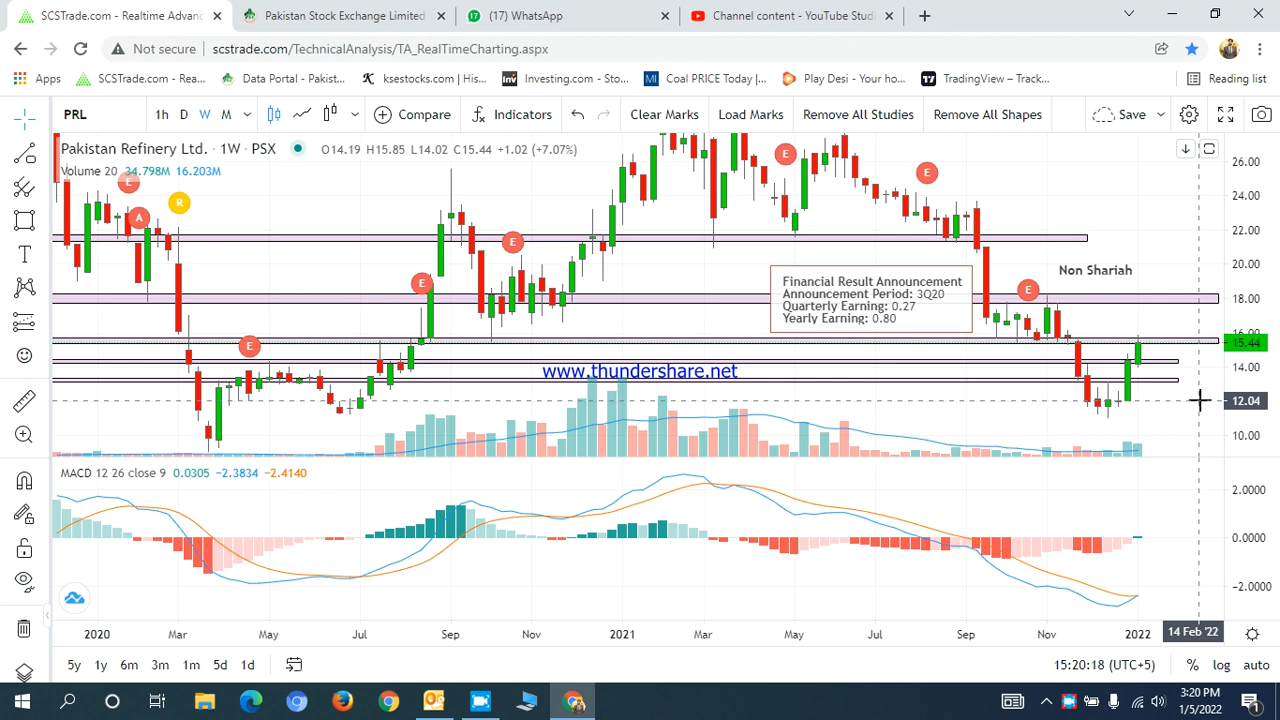 SCSTrade.com - Realtime Advanc
Pakistan Stock Exchange Limited
(17) WhatsApp
Channel content - YouTube Studi
Not secure
scstrade.com/TechnicalAnalysis/TA_RealTimeCharting.aspx
Apps
SCSTrade.com - Rea...
Data Portal - Pakist...
ksestocks.com | His...
Inv
Investing.com - Sto...
MI
Coal PRICE Today |...
Play Desi - Your ho...
TradingView – Track...
Reading list
PRL
1h D W M
Compare
Indicators
Clear Marks
Load Marks
Remove All Studies
Remove All Shapes
Save
Pakistan Refinery Ltd. · 1W · PSX
O14.19 H15.85 L14.02 C15.44 +1.02 (+7.07%)
Volume 20 34.798M 16.203M
26.00
24.00
22.00
20.00
18.00
16.00
15.44
14.00
12.04
10.00
E
A
R
E
E
E
E
E
E
Non Shariah
Financial Result Announcement
Announcement Period: 3Q20
Quarterly Earning: 0.27
Yearly Earning: 0.80
www.thundershare.net
MACD 12 26 close 9 0.0305 −2.3834 −2.4140
2.0000
0.0000
−2.0000
2020 Mar May Jul Sep Nov 2021 Mar May Jul Sep Nov 2022
14 Feb '22
5y 1y 6m 3m 1m 5d 1d
15:20:18 (UTC+5)
% log auto
3:20 PM
1/5/2022
1